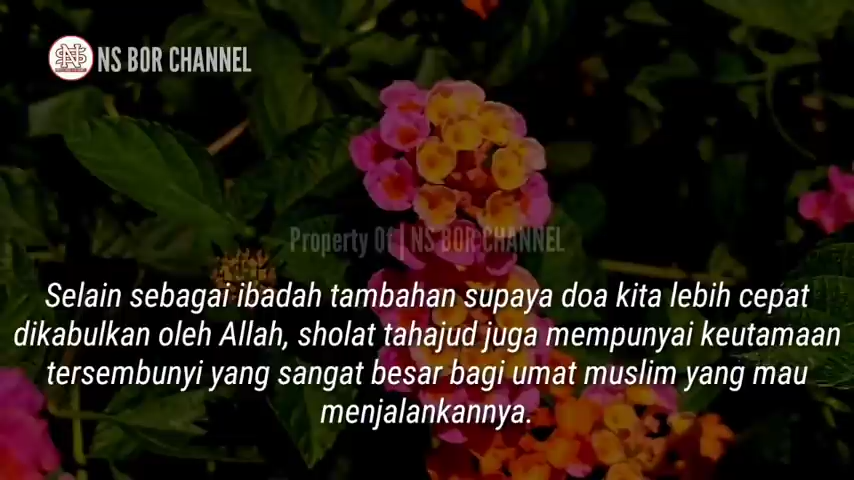 NS BOR CHANNEL
Property Of | NS BOR CHANNEL
Selain sebagai ibadah tambahan supaya doa kita lebih cepat
dikabulkan oleh Allah, sholat tahajud juga mempunyai keutamaan
tersembunyi yang sangat besar bagi umat muslim yang mau
menjalankannya.